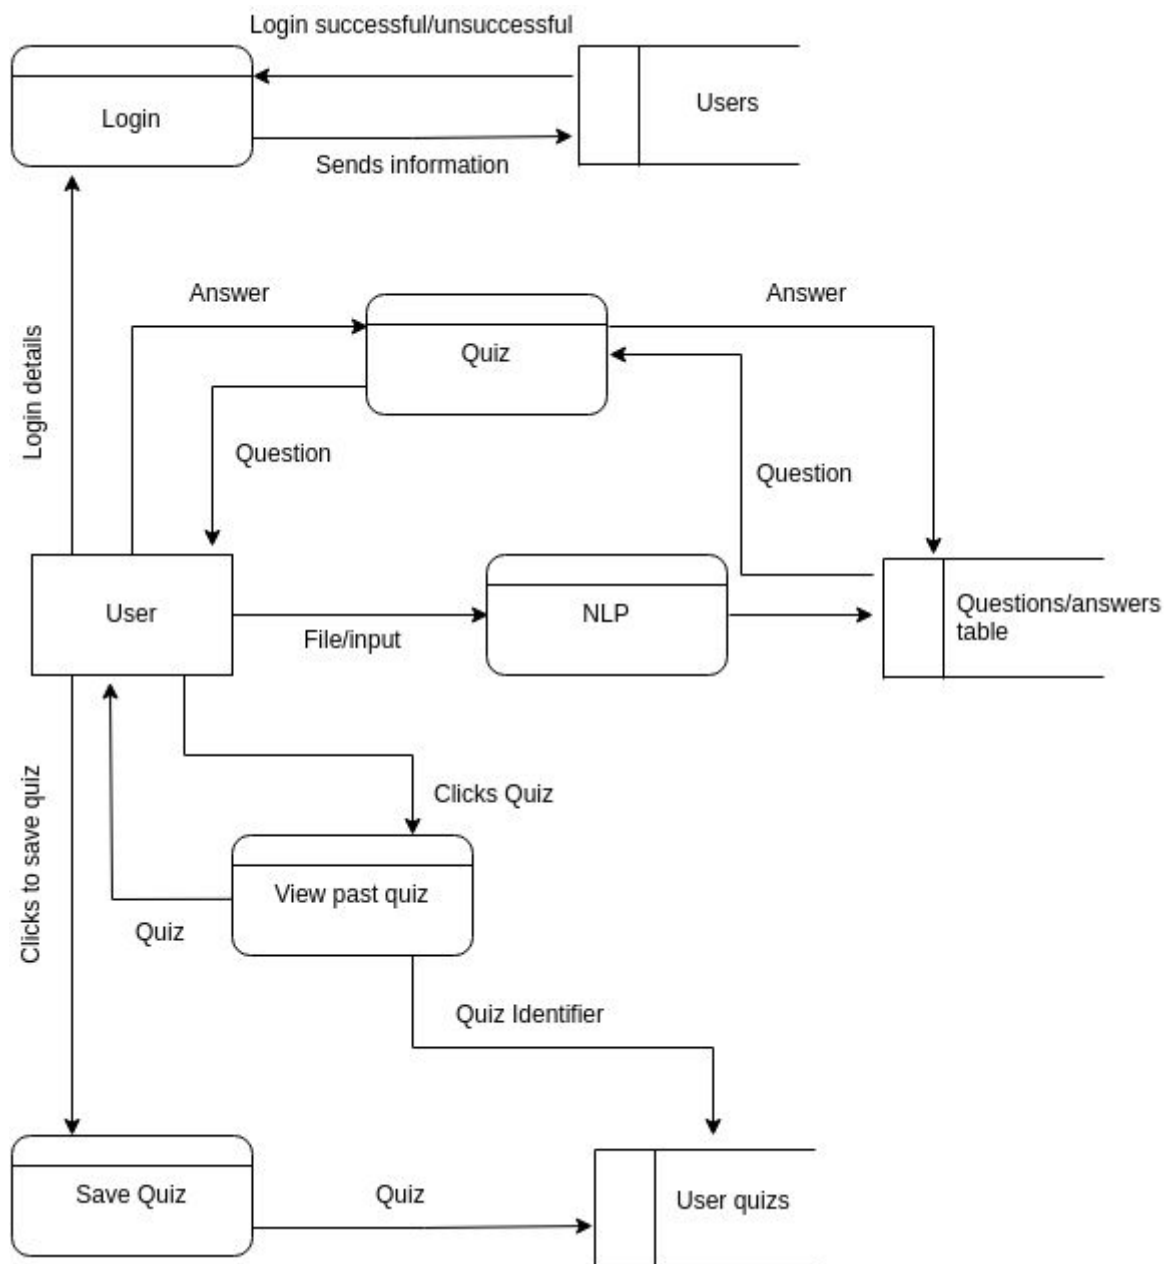 Login successful/unsuccessful
Login
Users
Sends information
Answer
Answer
Login details
Quiz
Question
Question
User
File/input
NLP
Questions/answers
table
Clicks to save quiz
Clicks Quiz
View past quiz
Quiz
Quiz Identifier
Save Quiz
Quiz
User quizs